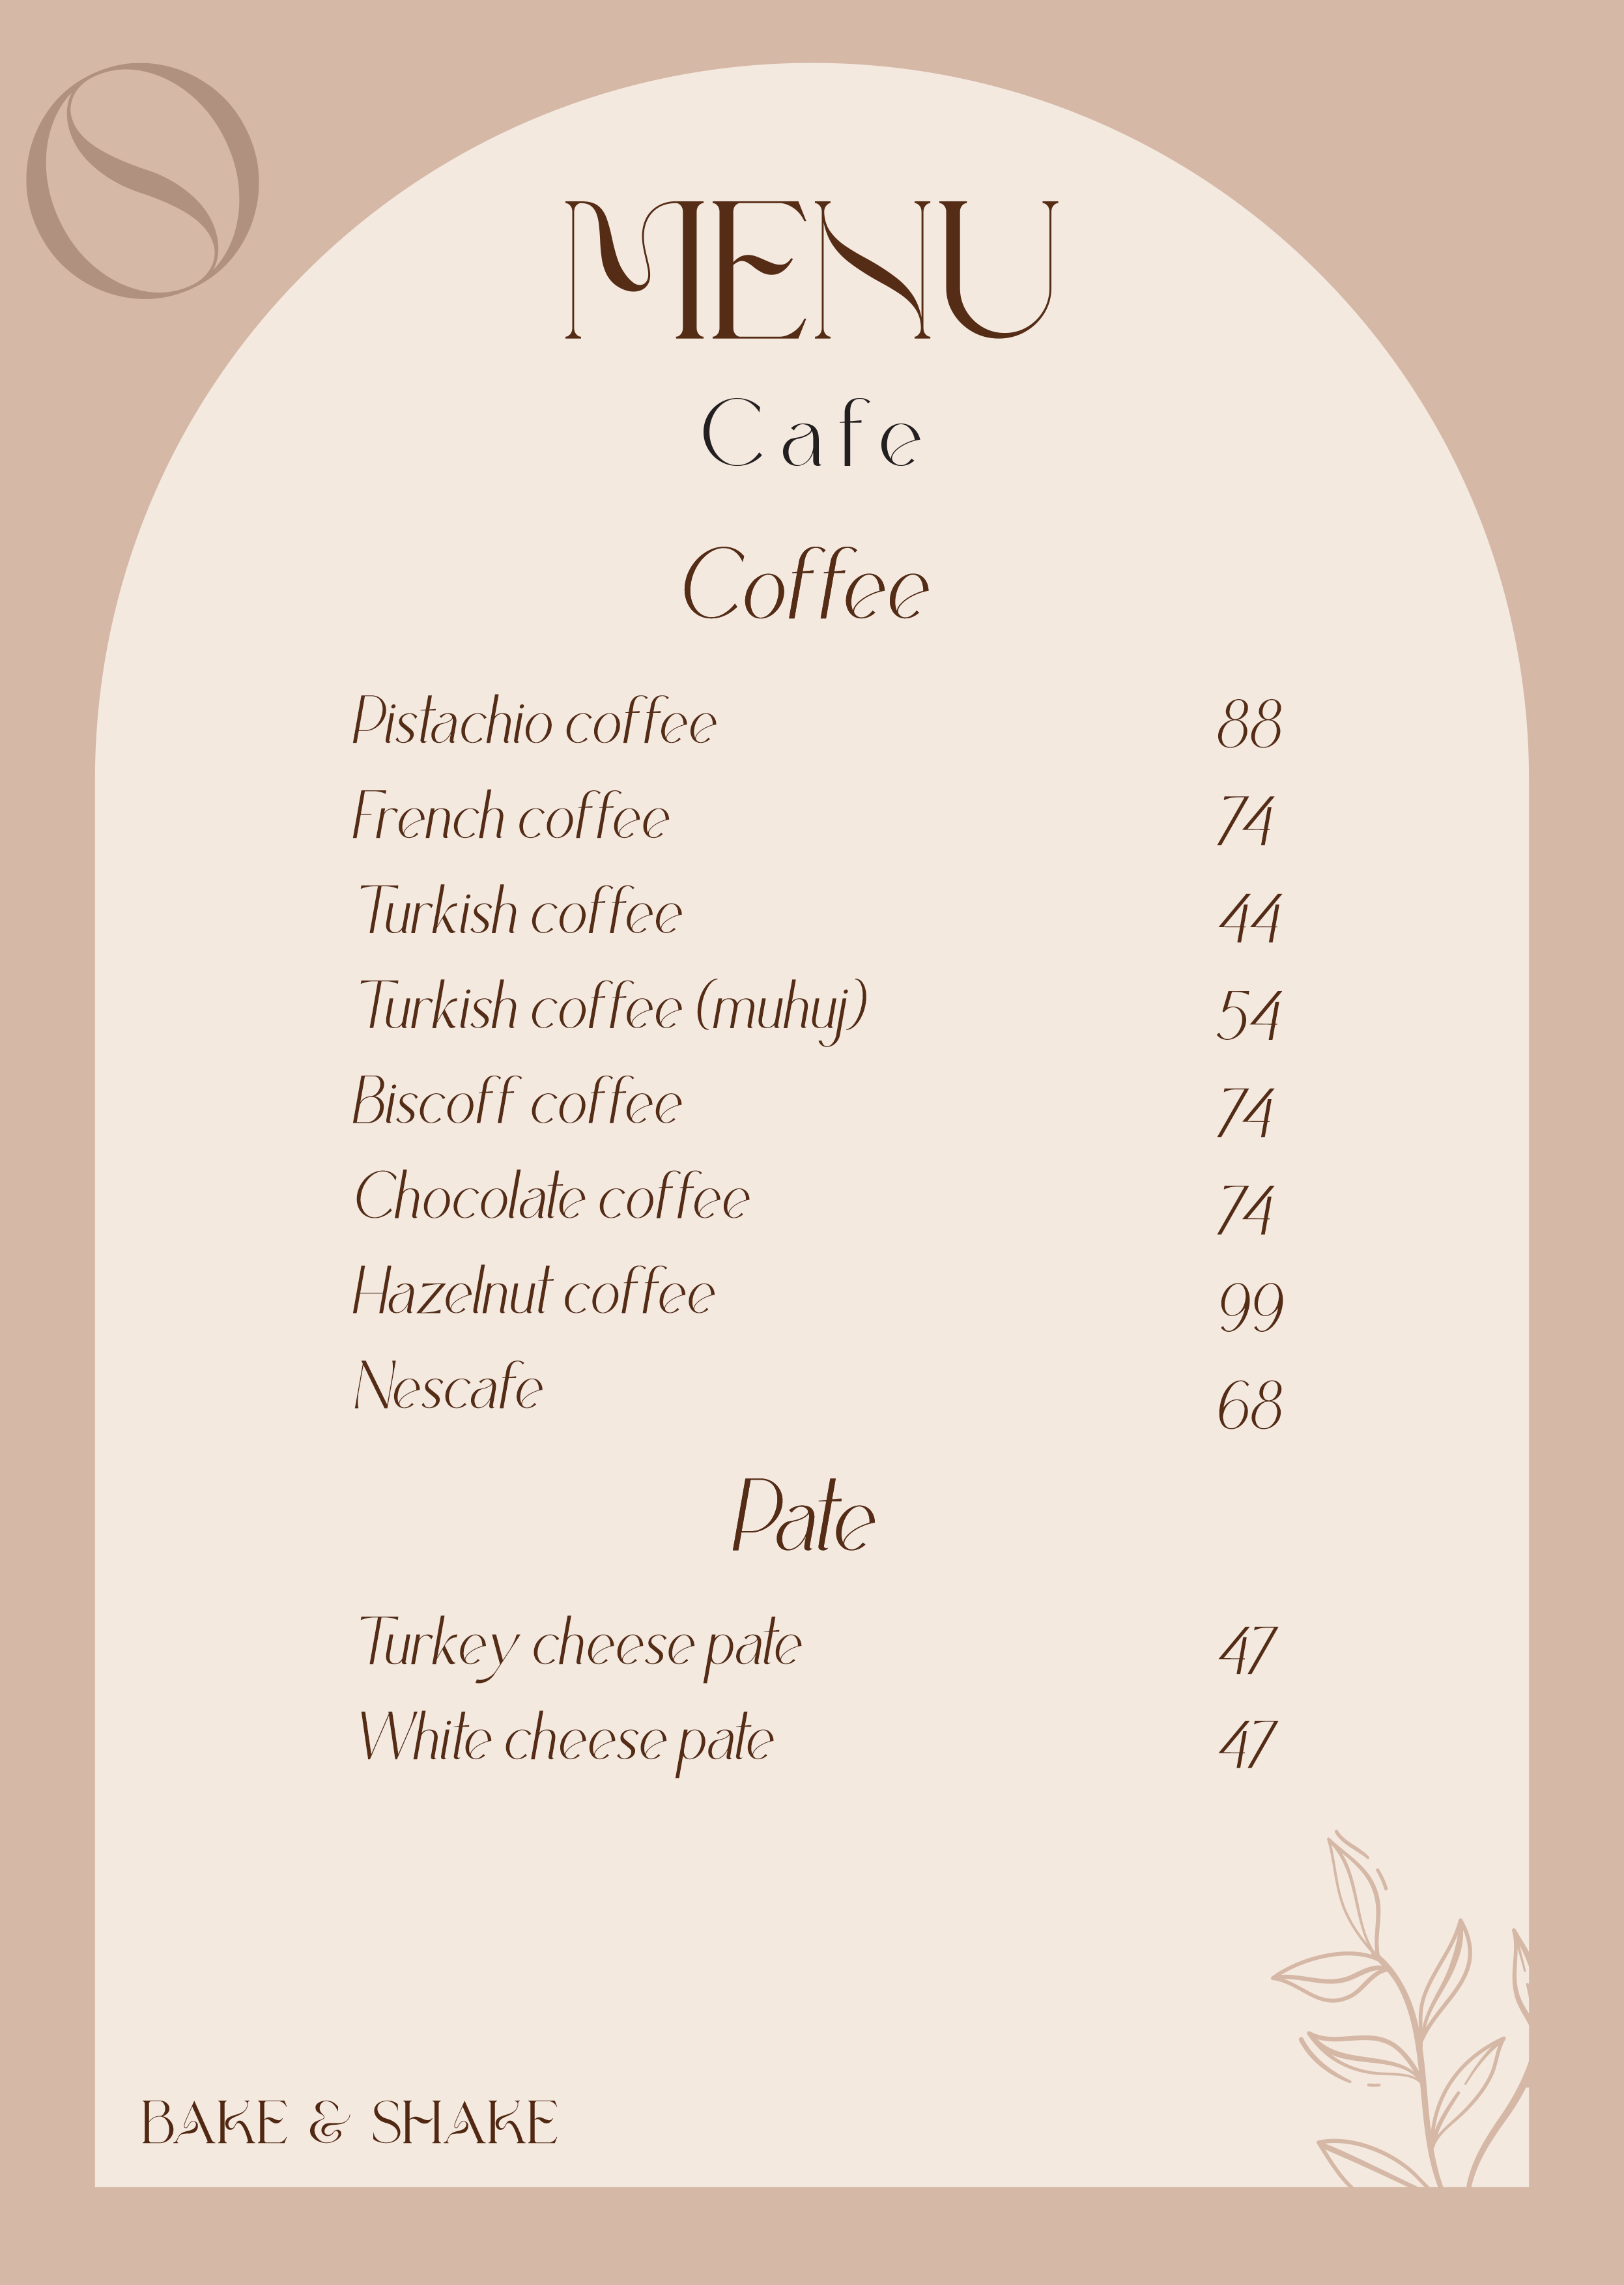 MENU
Cafe
Coffee
Pistachio coffee 88
French coffee 74
Turkish coffee 44
Turkish coffee (muhuj) 54
Biscoff coffee 74
Chocolate coffee 74
Hazelnut coffee 99
Nescafe 68
Pate
Turkey cheese pate 47
White cheese pate 47
BAKE & SHAKE